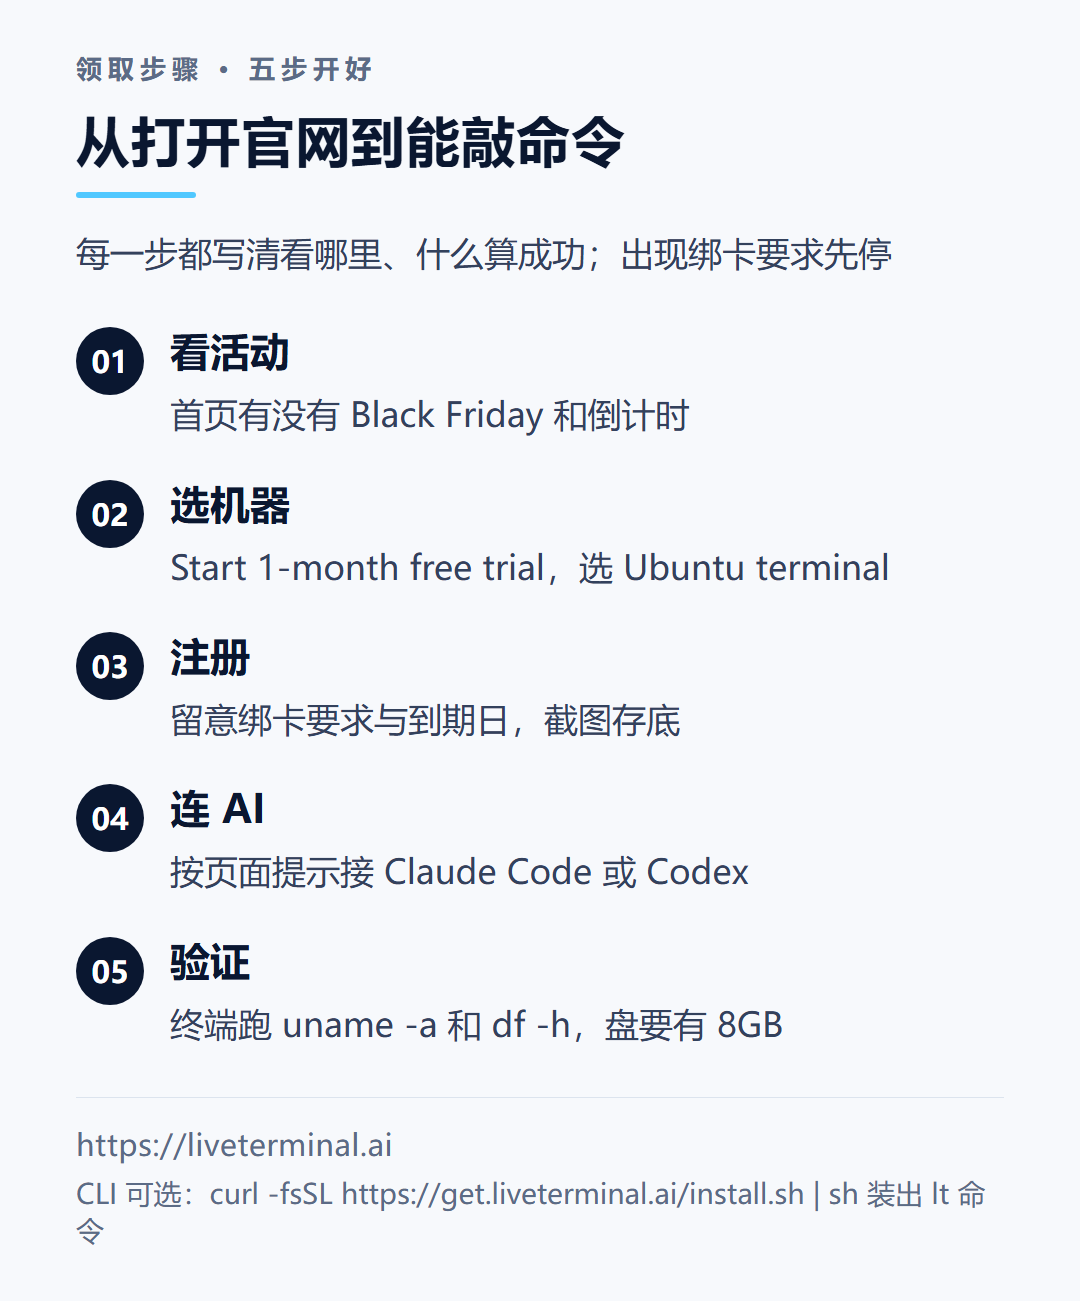 领取步骤 · 五步开好
从打开官网到能敲命令
每一步都写清看哪里、什么算成功；出现绑卡要求先停
01
看活动
首页有没有 Black Friday 和倒计时
02
选机器
Start 1-month free trial，选 Ubuntu terminal
03
注册
留意绑卡要求与到期日，截图存底
04
连 AI
按页面提示接 Claude Code 或 Codex
05
验证
终端跑 uname -a 和 df -h，盘要有 8GB
https://liveterminal.ai
CLI 可选：curl -fsSL https://get.liveterminal.ai/install.sh | sh 装出 lt 命
令